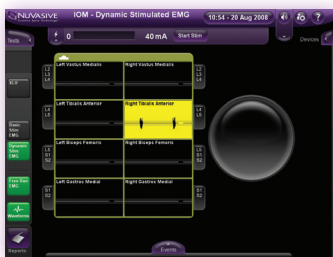 NUVASIVE IOM - Dynamic Stimulated EMG 10:54 - 20 Aug 2008
Tests 0 40 mA Start Stim Devices
XLIF
Basic Stim EMG
Dynamic Stim EMG
Free Run EMG
Waveform
Reports
L2 L3 L4 Left Vastus Medialis Right Vastus Medialis L2 L3 L4
L4 L5 Left Tibialis Anterior Right Tibialis Anterior L4 L5
L5 S1 S2 Left Biceps Femoris Right Biceps Femoris L5 S1 S2
S1 S2 Left Gastroc Medial Right Gastroc Medial S1 S2
Events